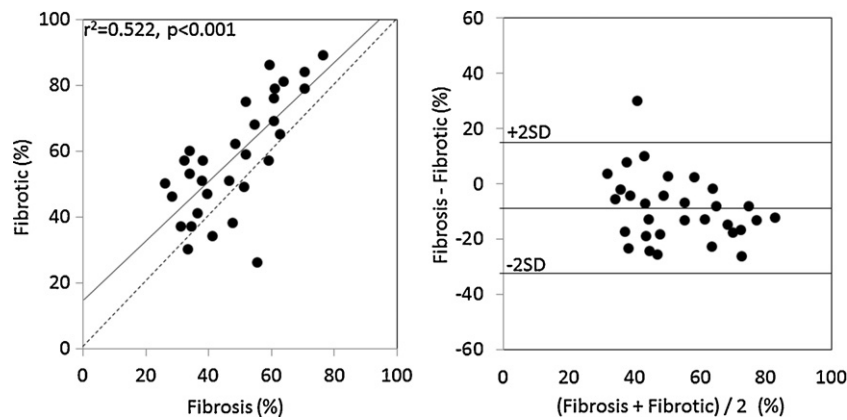 r²=0.522, p<0.001
100
80
60
40
20
0
Fibrotic (%)
0 20 40 60 80 100
Fibrosis (%)
60
40
20
0
-20
-40
-60
Fibrosis - Fibrotic (%)
+2SD
-2SD
0 20 40 60 80 100
(Fibrosis + Fibrotic) / 2 (%)